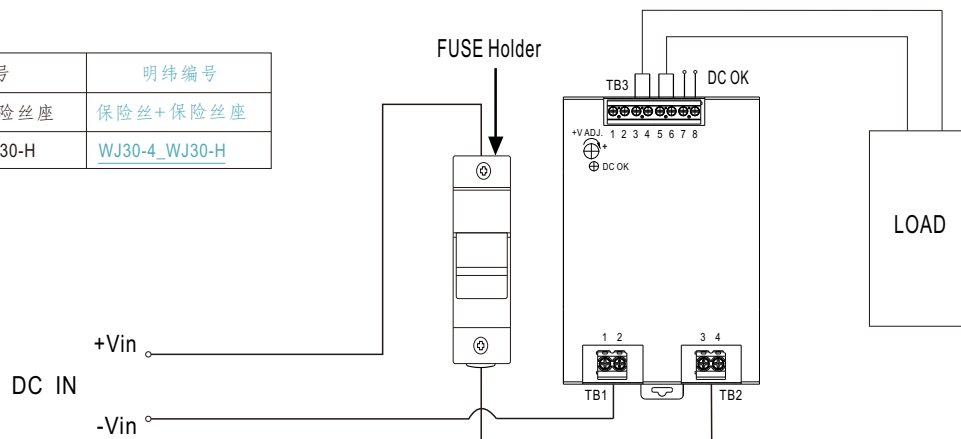 号
明纬编号
险丝座
保险丝+保险丝座
30-H
WJ30-4_WJ30-H
FUSE Holder
TB3
DC OK
+V ADJ.
1 2 3 4 5 6 7 8
+
DC OK
LOAD
+Vin
DC IN
-Vin
1 2
3 4
TB1
TB2